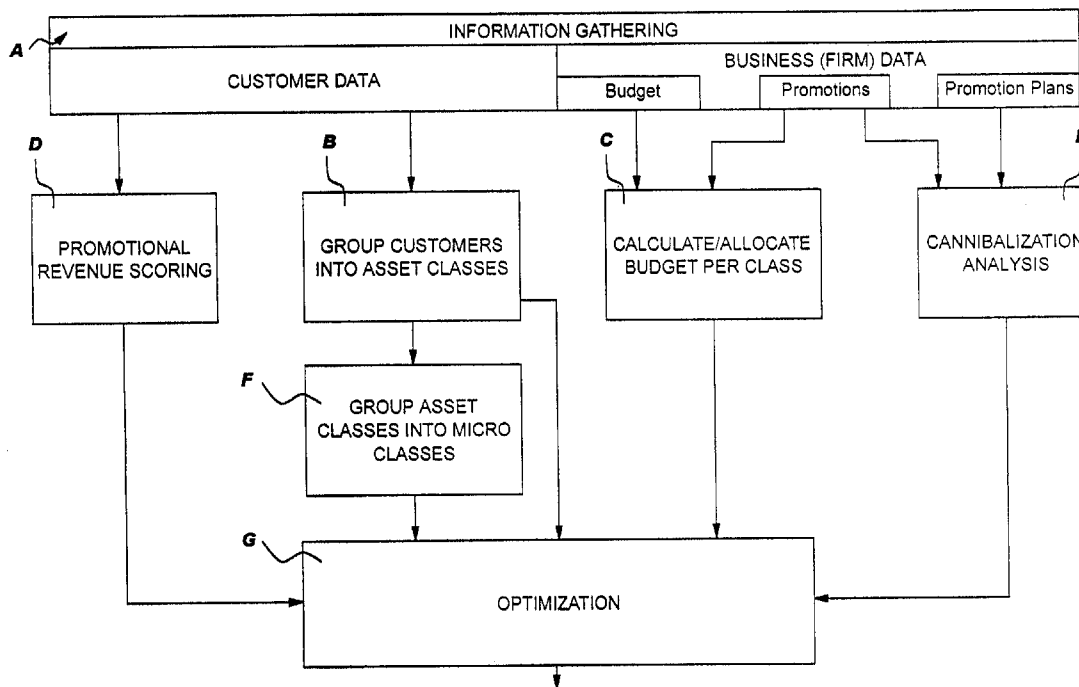 A
INFORMATION GATHERING
CUSTOMER DATA
BUSINESS (FIRM) DATA
Budget
Promotions
Promotion Plans
D
B
C
PROMOTIONAL
REVENUE SCORING
GROUP CUSTOMERS
INTO ASSET CLASSES
CALCULATE/ALLOCATE
BUDGET PER CLASS
CANNIBALIZATION
ANALYSIS
F
GROUP ASSET
CLASSES INTO MICRO
CLASSES
G
OPTIMIZATION